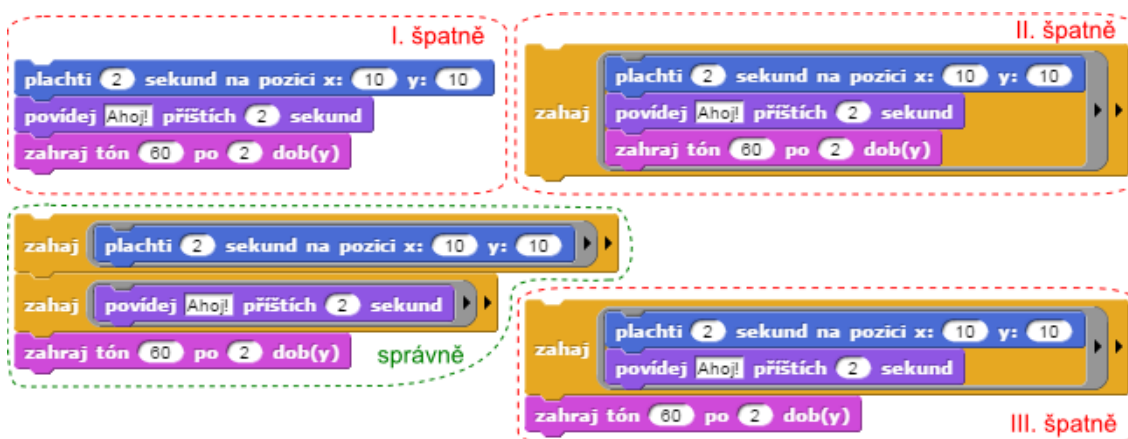 I. špatně
plachti 2 sekund na pozici x: 10 y: 10
povídej Ahoj! příštích 2 sekund
zahraj tón 60 po 2 dob(y)
II. špatně
zahaj
plachti 2 sekund na pozici x: 10 y: 10
povídej Ahoj! příštích 2 sekund
zahraj tón 60 po 2 dob(y)
zahaj plachti 2 sekund na pozici x: 10 y: 10
zahaj povídej Ahoj! příštích 2 sekund
zahraj tón 60 po 2 dob(y)
správně
zahaj
plachti 2 sekund na pozici x: 10 y: 10
povídej Ahoj! příštích 2 sekund
zahraj tón 60 po 2 dob(y)
III. špatně